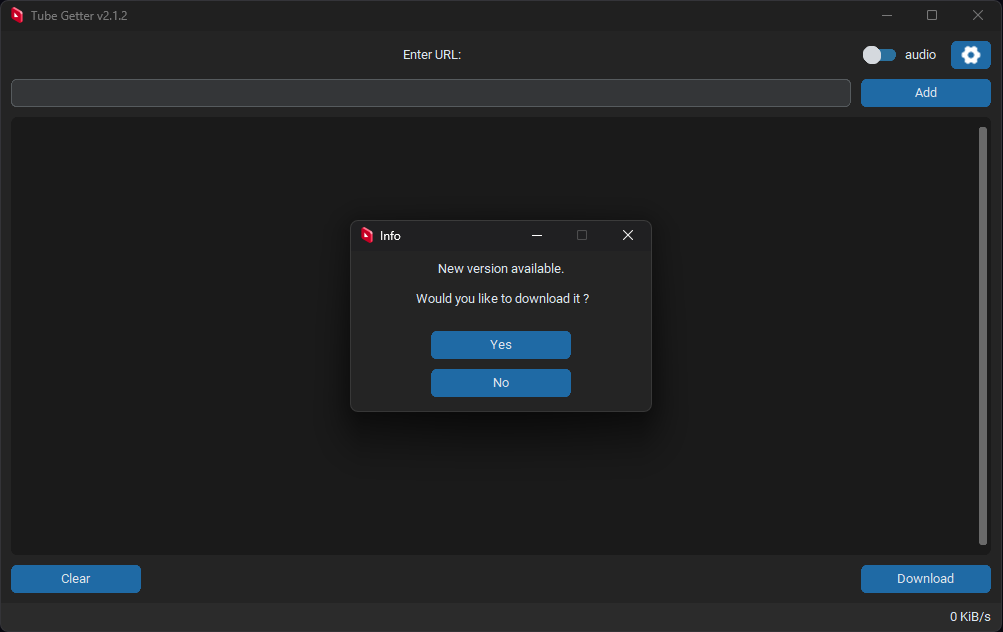 Tube Getter v2.1.2
Enter URL:
audio
Add
Info
New version available.
Would you like to download it ?
Yes
No
Clear
Download
0 KiB/s